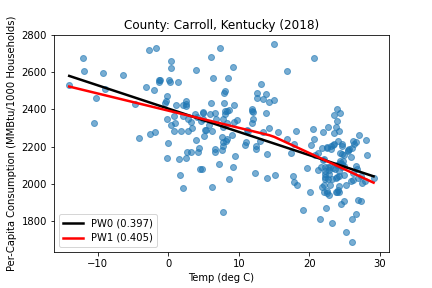 County: Carroll, Kentucky (2018)
Per-Capita Consumption (MMBtu/1000 Households)
2800
2600
2400
2200
2000
1800
PW0 (0.397)
PW1 (0.405)
−10 0 10 20 30
Temp (deg C)